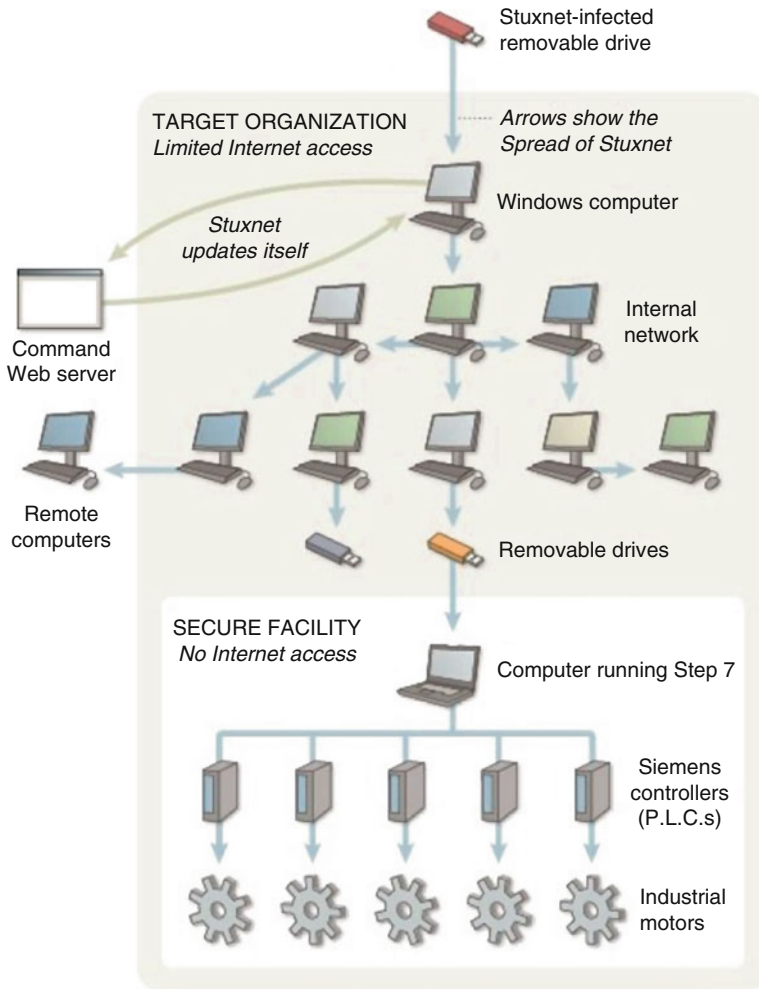 Stuxnet-infected
removable drive
TARGET ORGANIZATION
Limited Internet access
Arrows show the
Spread of Stuxnet
Windows computer
Stuxnet
updates itself
Command
Web server
Internal
network
Remote
computers
Removable drives
SECURE FACILITY
No Internet access
Computer running Step 7
Siemens
controllers
(P.L.C.s)
Industrial
motors